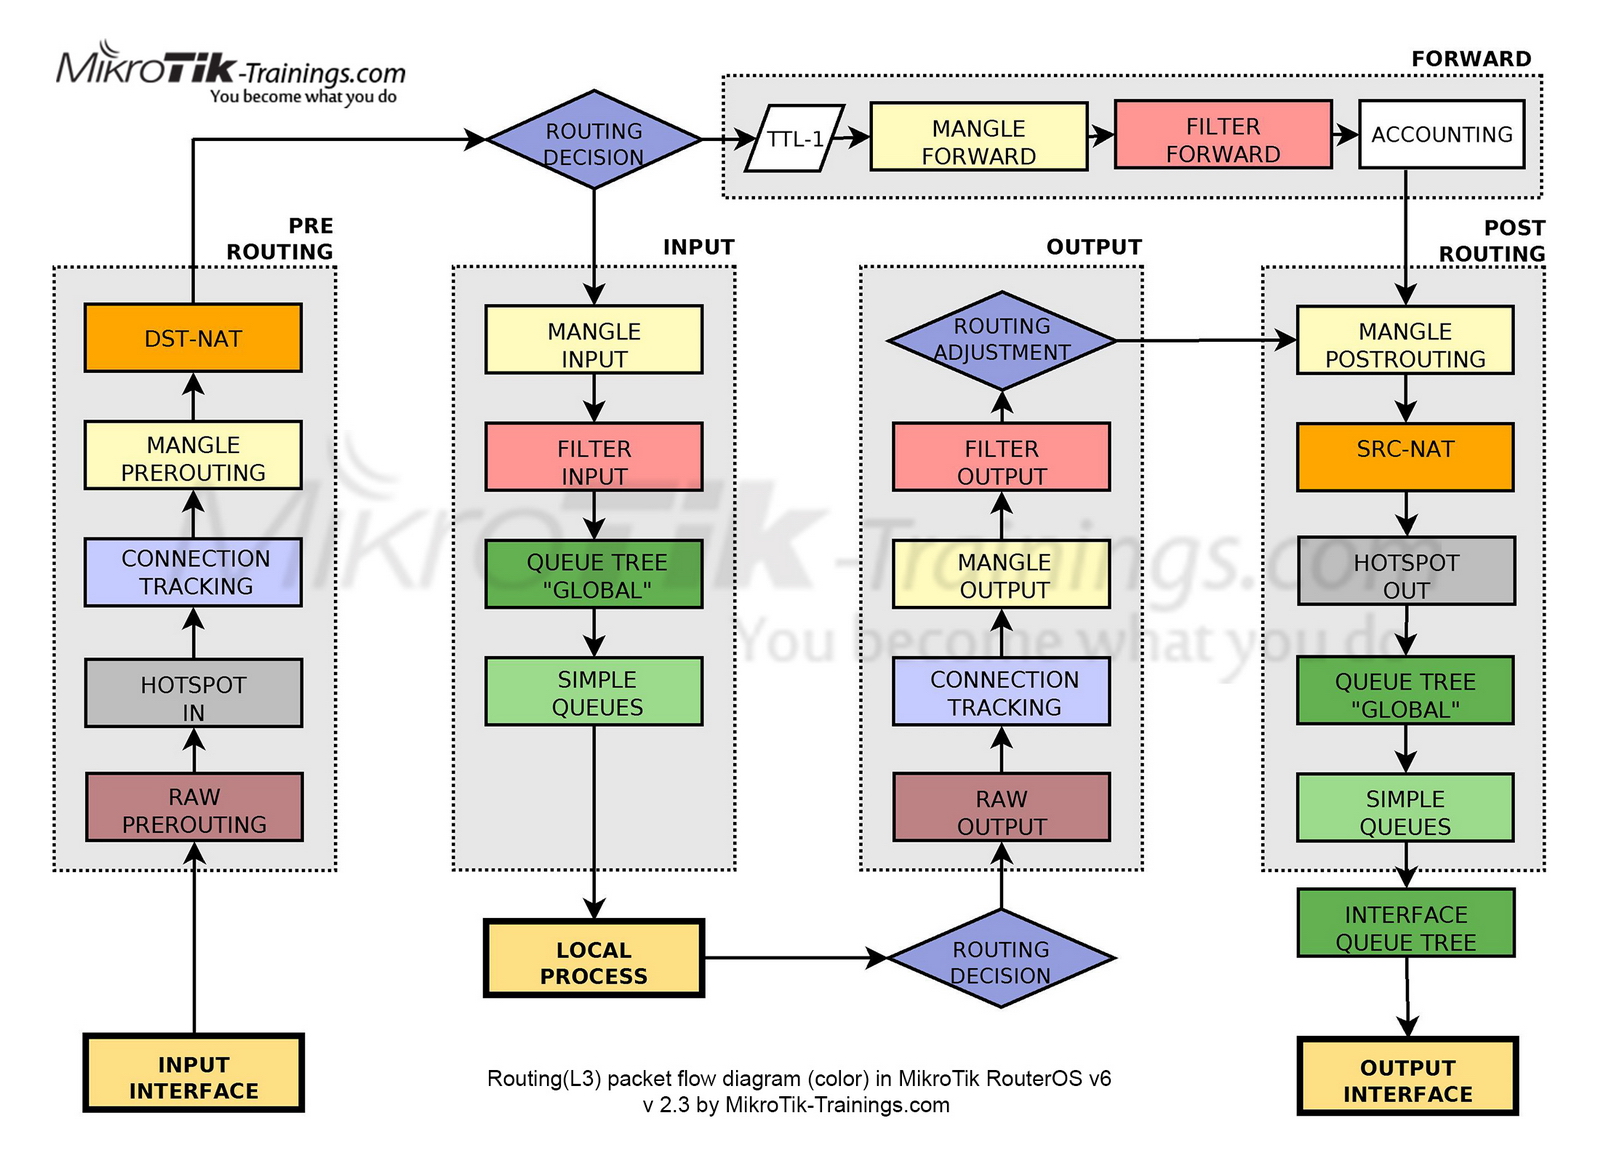 MikroTik-Trainings.com
You become what you do
FORWARD
ROUTING
DECISION
TTL-1
MANGLE
FORWARD
FILTER
FORWARD
ACCOUNTING
PRE
ROUTING
DST-NAT
MANGLE
PREROUTING
CONNECTION
TRACKING
HOTSPOT
IN
RAW
PREROUTING
INPUT
INTERFACE
INPUT
MANGLE
INPUT
FILTER
INPUT
QUEUE TREE
"GLOBAL"
SIMPLE
QUEUES
LOCAL
PROCESS
OUTPUT
ROUTING
ADJUSTMENT
FILTER
OUTPUT
MANGLE
OUTPUT
CONNECTION
TRACKING
RAW
OUTPUT
ROUTING
DECISION
POST
ROUTING
MANGLE
POSTROUTING
SRC-NAT
HOTSPOT
OUT
QUEUE TREE
"GLOBAL"
SIMPLE
QUEUES
INTERFACE
QUEUE TREE
OUTPUT
INTERFACE
MikroTik-Trainings.com
You become what you do
Routing(L3) packet flow diagram (color) in MikroTik RouterOS v6
v 2.3 by MikroTik-Trainings.com